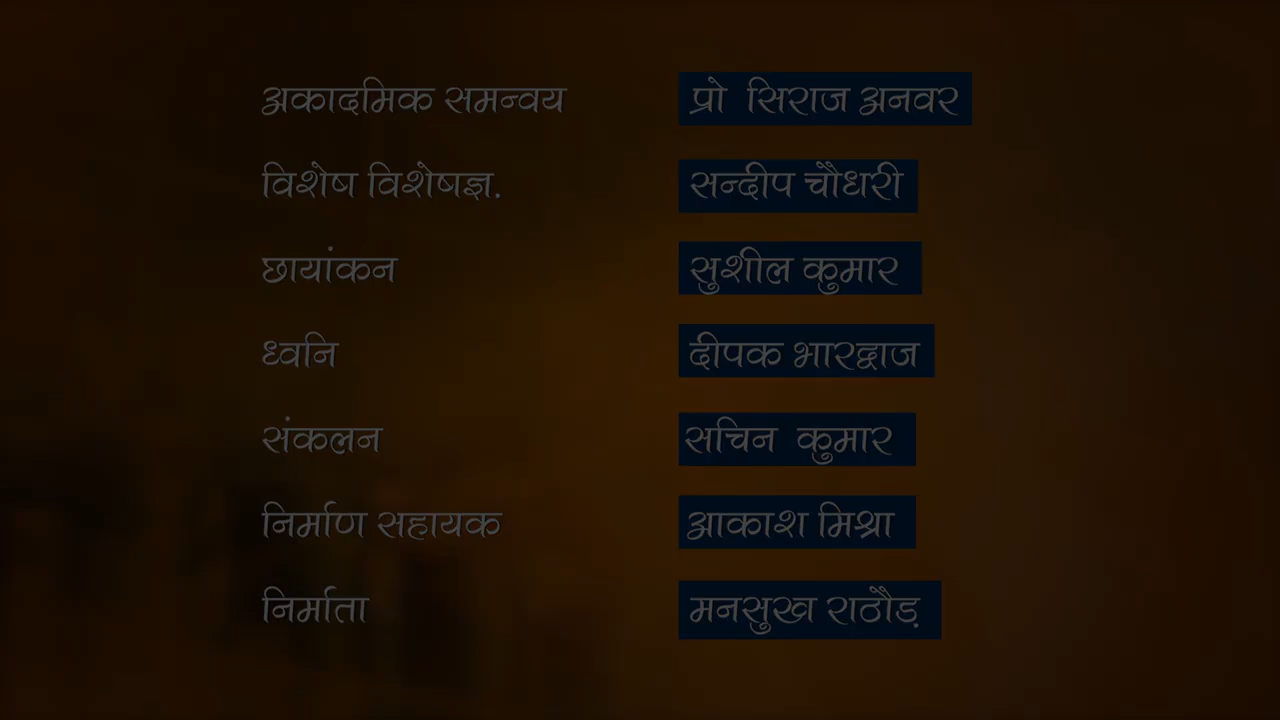 अकादमिक समन्वय प्रो सिराज अनवर
विशेष विशेषज्ञ. सन्दीप चौधरी
छायांकन सुशील कुमार
ध्वनि दीपक भारद्वाज
संकलन सचिन कुमार
निर्माण सहायक आकाश मिश्रा
निर्माता मनसुख राठौड़